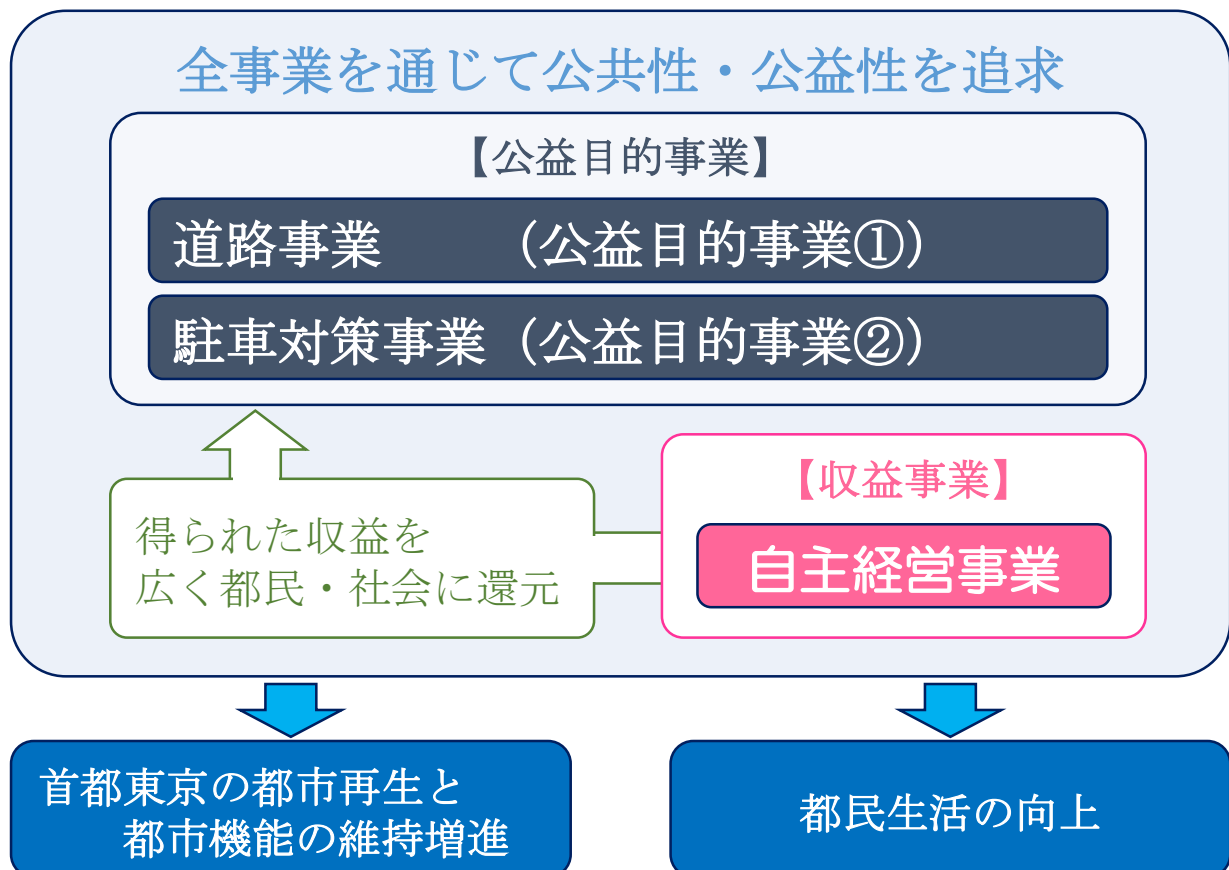 全事業を通じて公共性・公益性を追求
【公益目的事業】
道路事業　　（公益目的事業①）
駐車対策事業（公益目的事業②）
得られた収益を
広く都民・社会に還元
【収益事業】
自主経営事業
首都東京の都市再生と
都市機能の維持増進
都民生活の向上